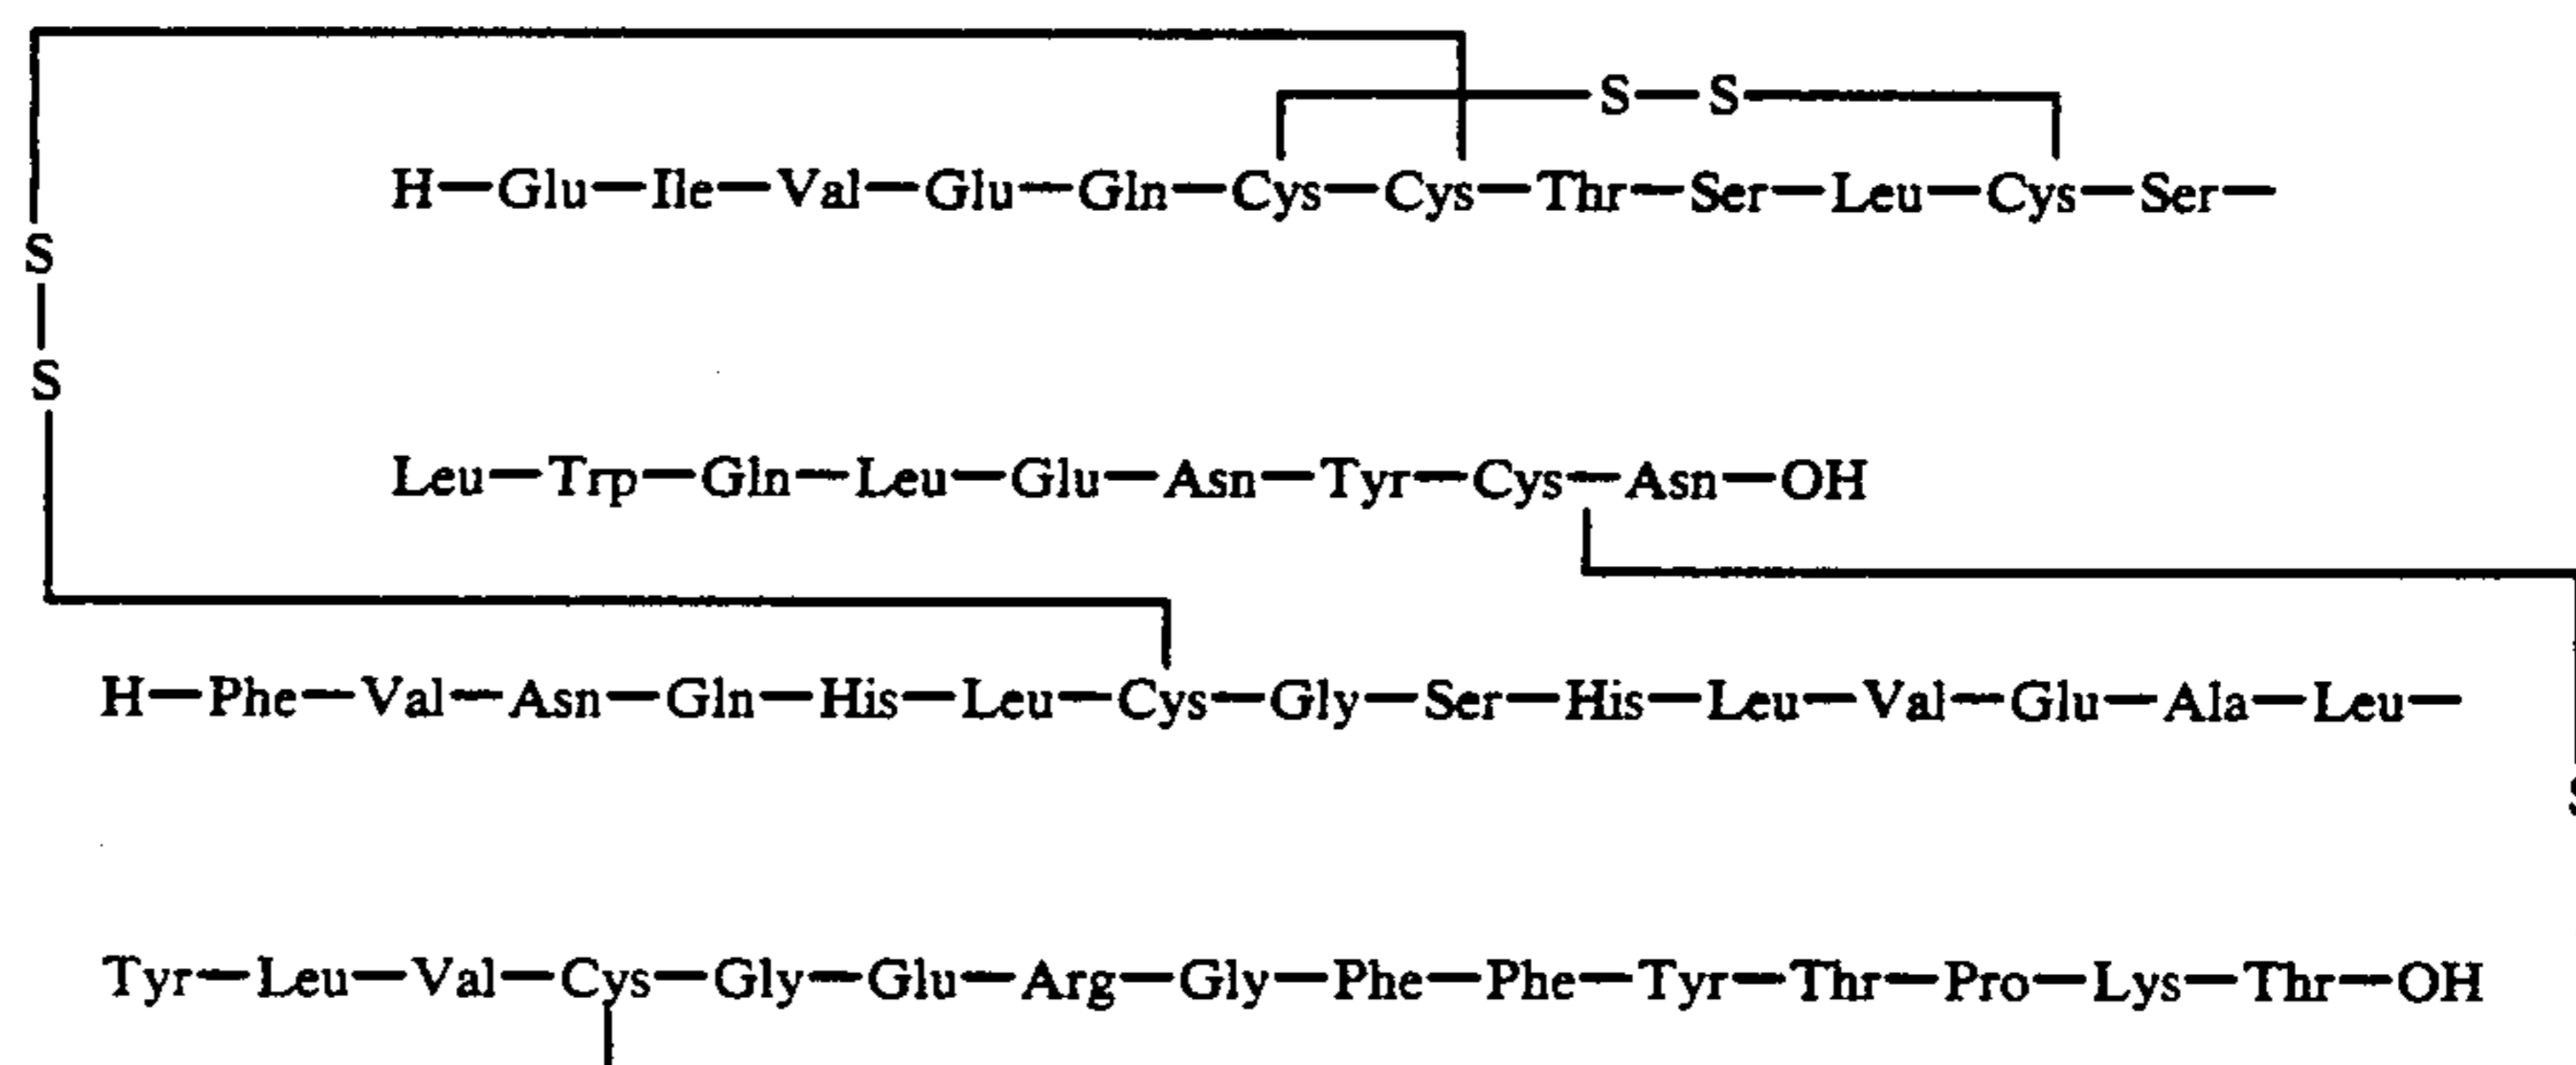 S—S
H—Glu—Ile—Val—Glu—Gln—Cys—Cys—Thr—Ser—Leu—Cys—Ser—
S
S
Leu—Trp—Gln—Leu—Glu—Asn—Tyr—Cys—Asn—OH
H—Phe—Val—Asn—Gln—His—Leu—Cys—Gly—Ser—His—Leu—Val—Glu—Ala—Leu—
Tyr—Leu—Val—Cys—Gly—Glu—Arg—Gly—Phe—Phe—Tyr—Thr—Pro—Lys—Thr—OH